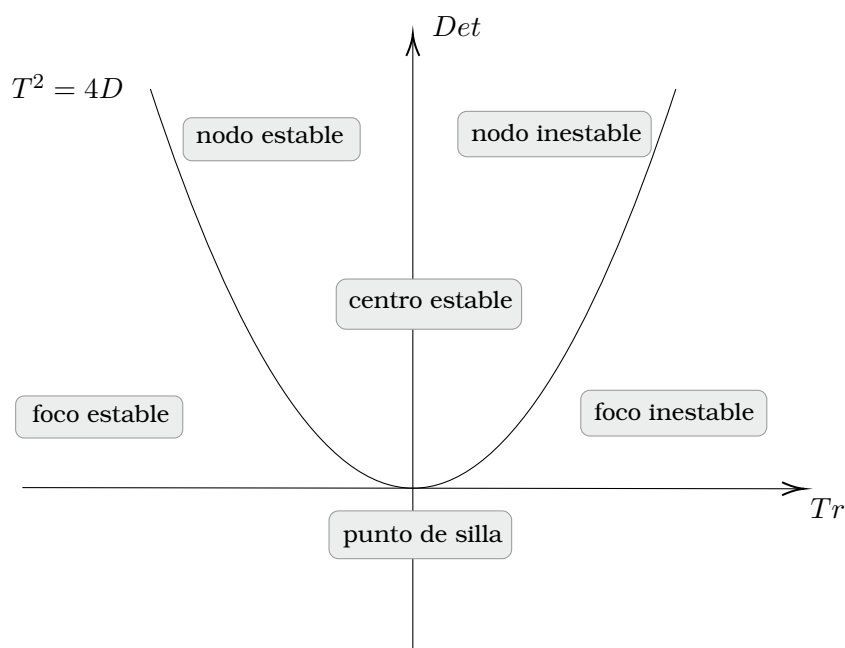 Det
T² = 4D
nodo estable
nodo inestable
centro estable
foco estable
foco inestable
Tr
punto de silla